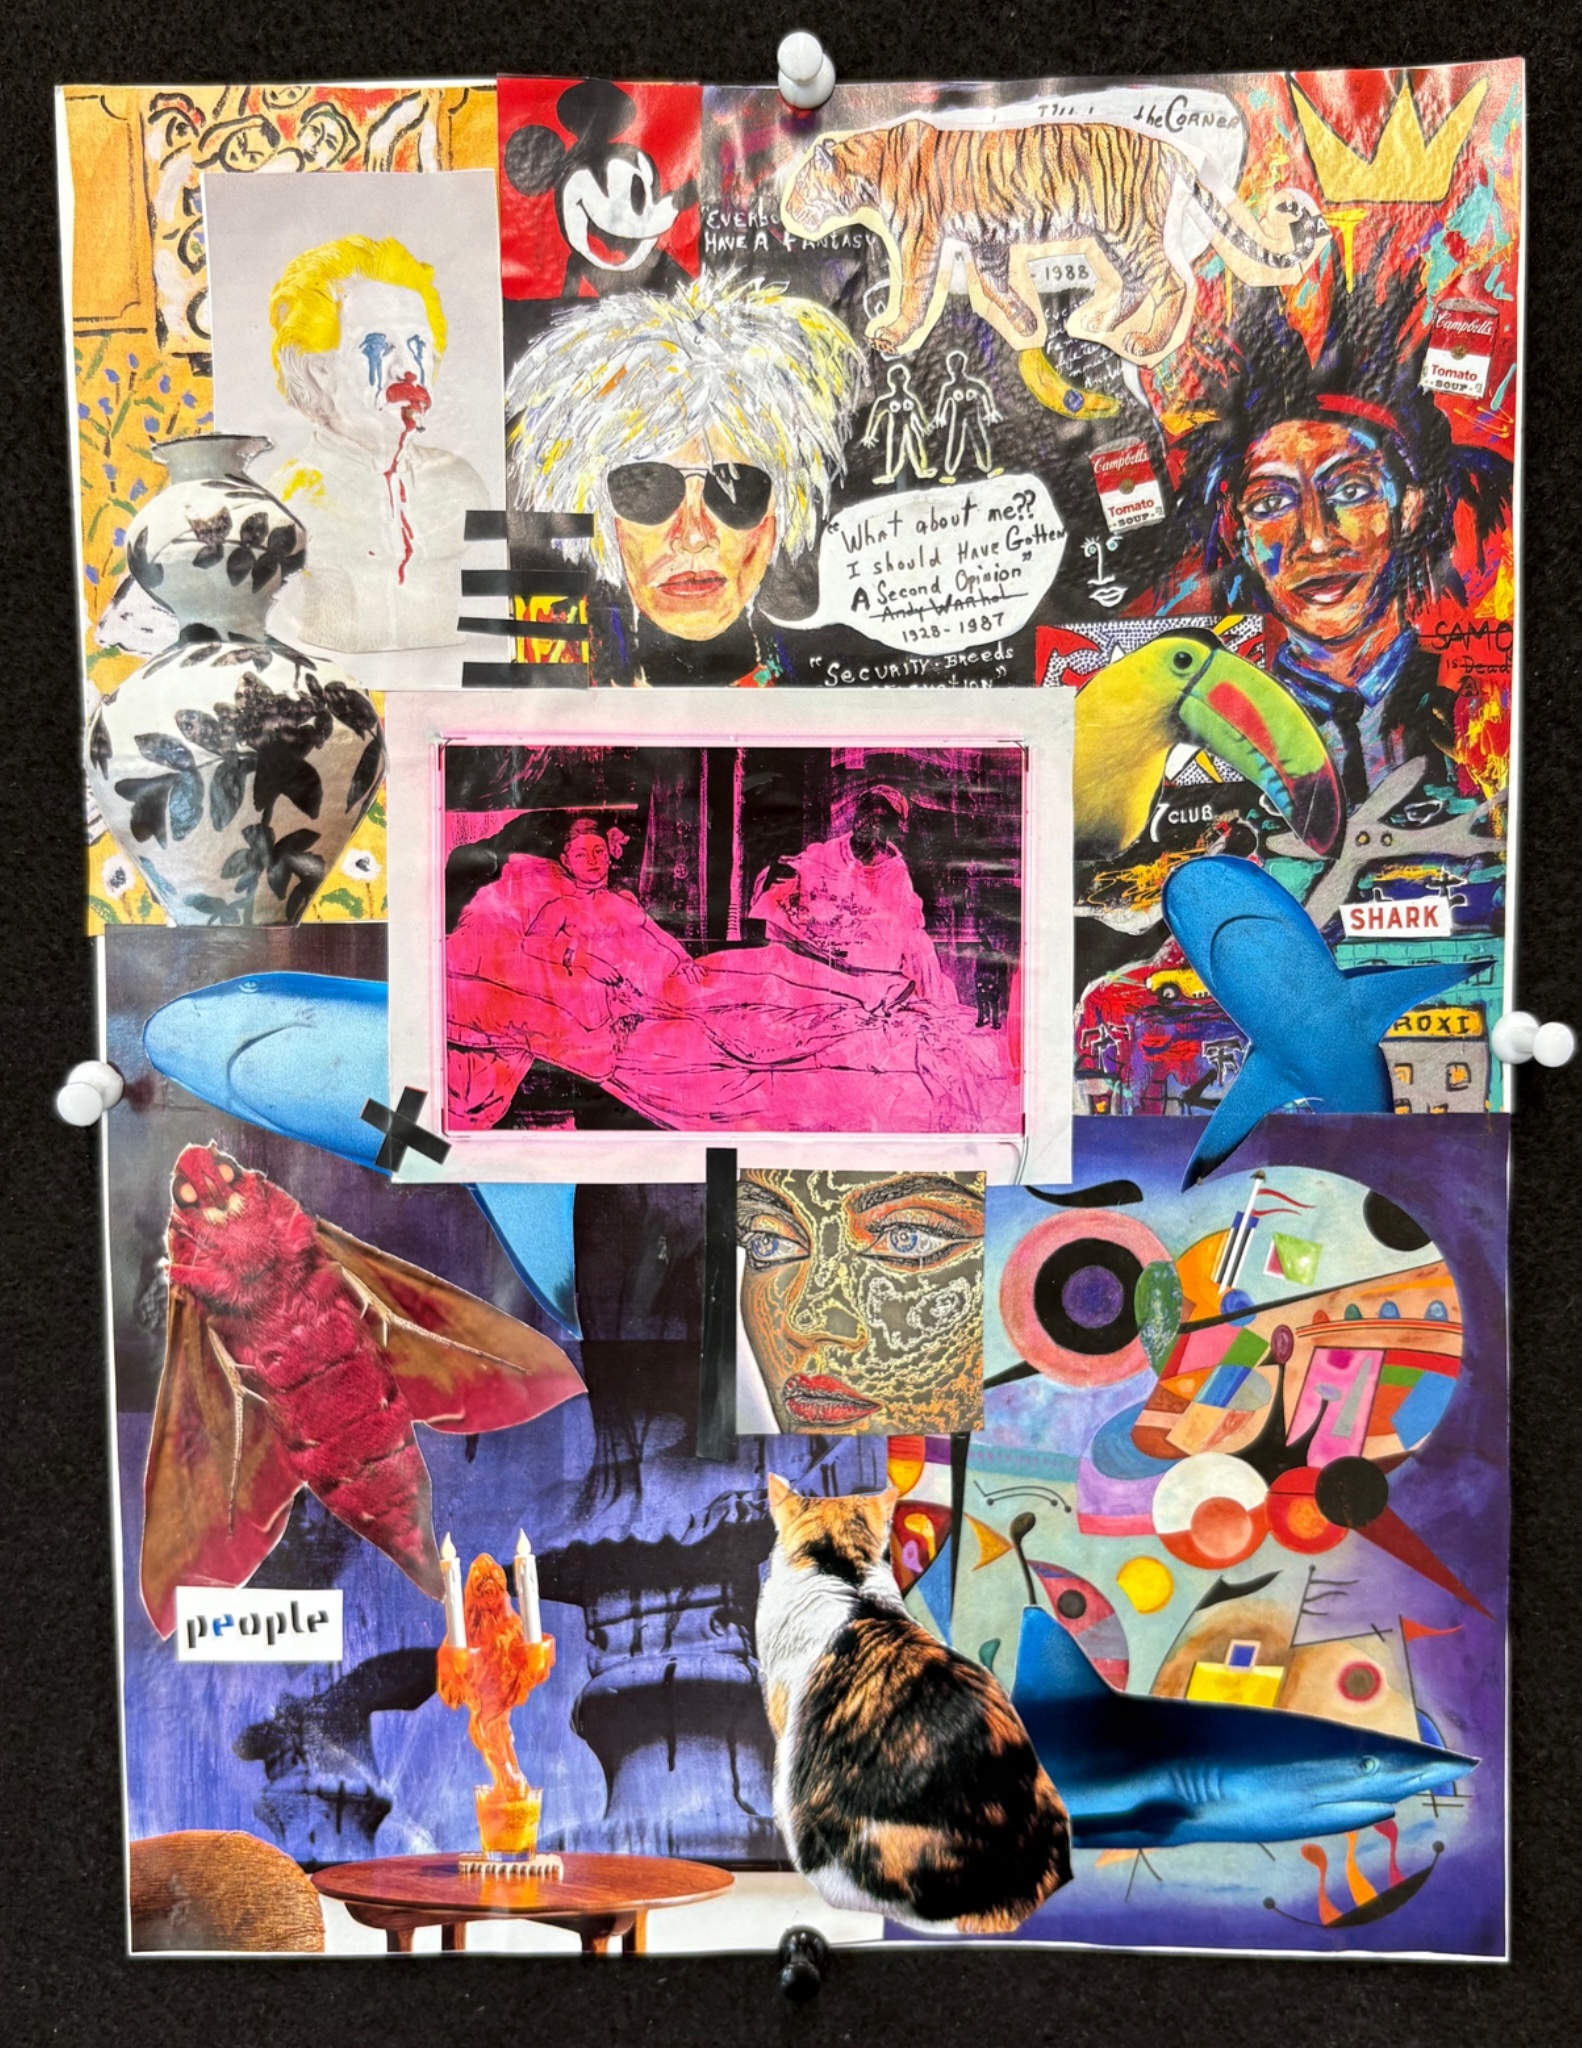 the CORNER
"EVERBO
HAVE A FANTASY
- 1988
Campbell's
Tomato
SOUP
Campbell's
Tomato
SOUP
"What about me??
I should Have Gotten
A Second Opinion"
Andy Warhol
1928 - 1987
"SECURITY · Breeds
SAMO
IS Dead
CLUB
SHARK
ROXI
people